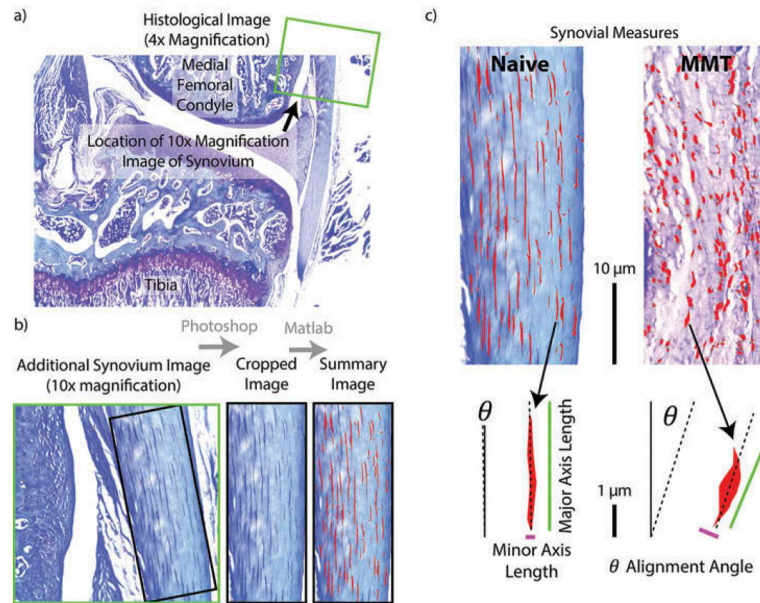 a)
Histological Image
(4x Magnification)
Medial
Femoral
Condyle
Location of 10x Magnification
Image of Synovium
Tibia
b)
Photoshop
Matlab
Additional Synovium Image
(10x magnification)
Cropped
Image
Summary
Image
c)
Synovial Measures
Naive
MMT
10 µm
θ
Major Axis Length
Minor Axis
Length
1 µm
θ
θ Alignment Angle